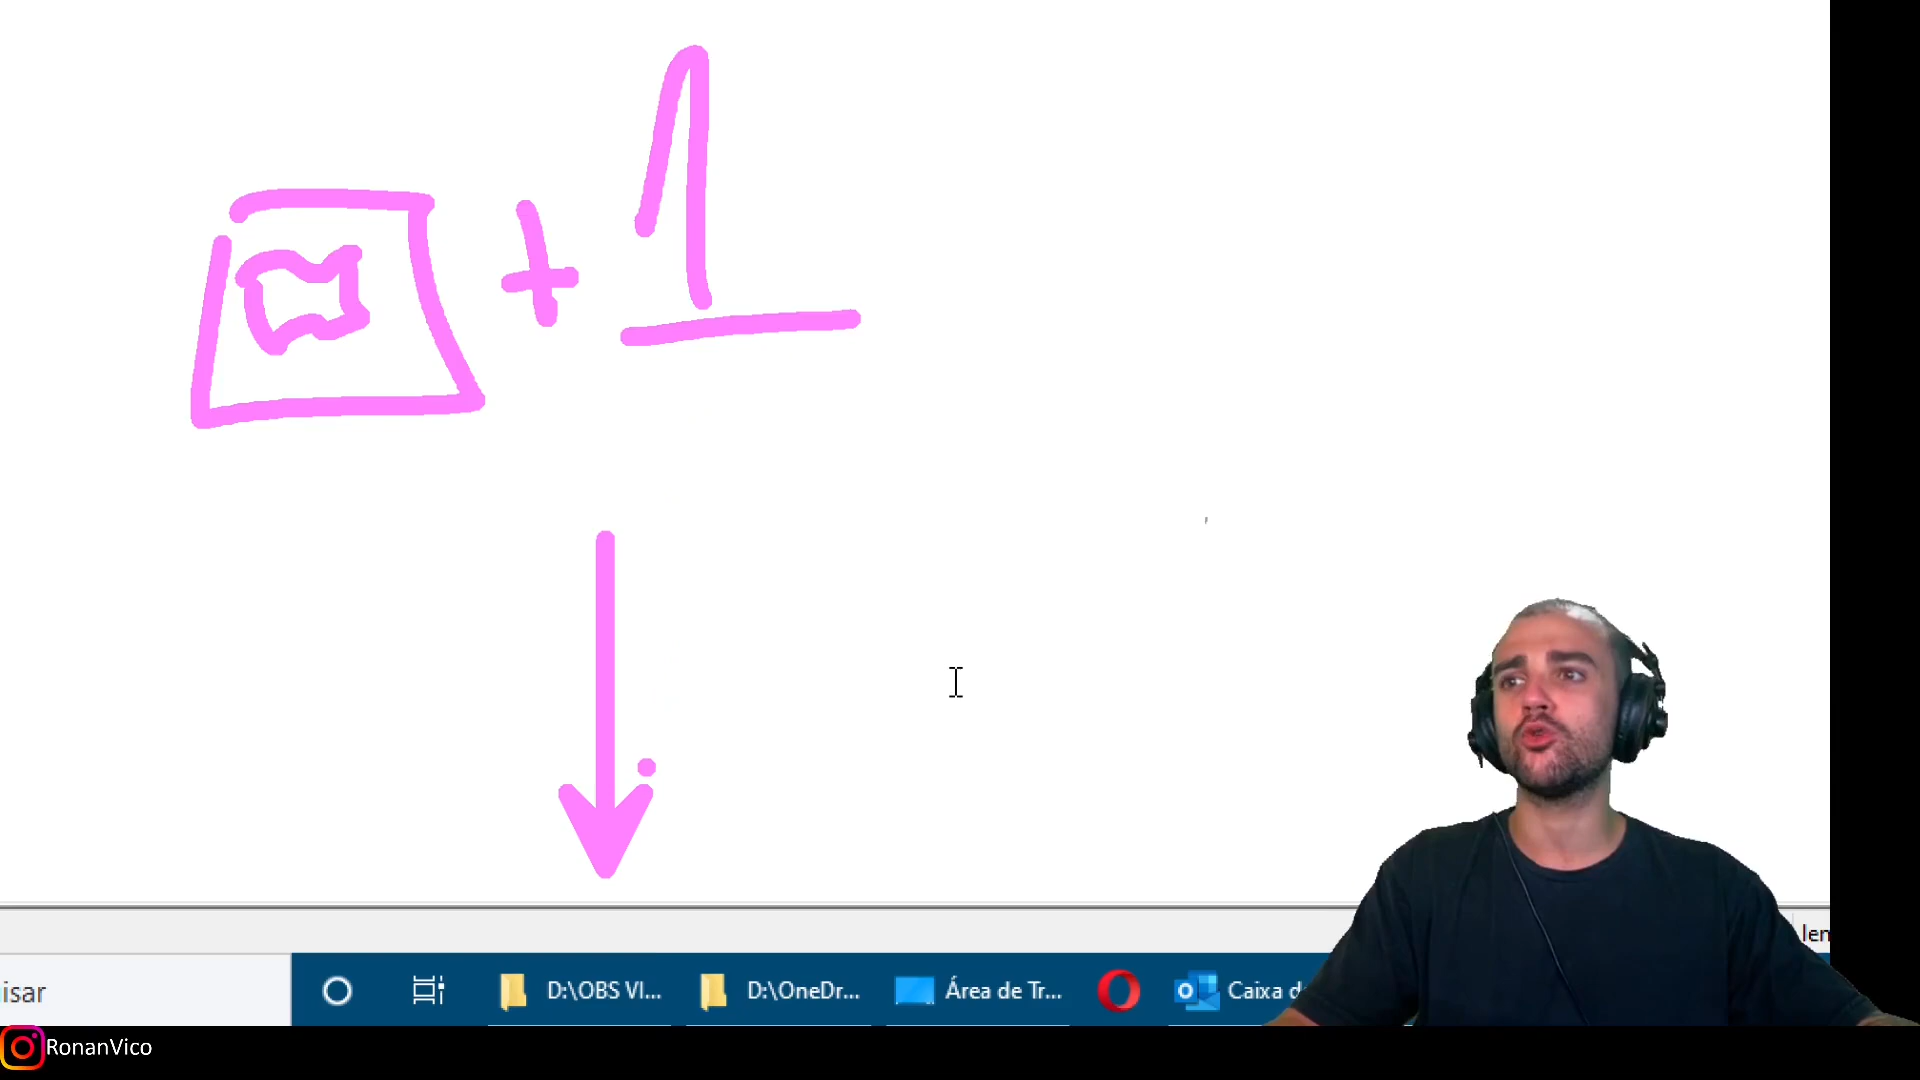 + 1
len
isar
D:\OBS VI...
D:\OneDr...
Área de Tr...
Caixa d
RonanVico